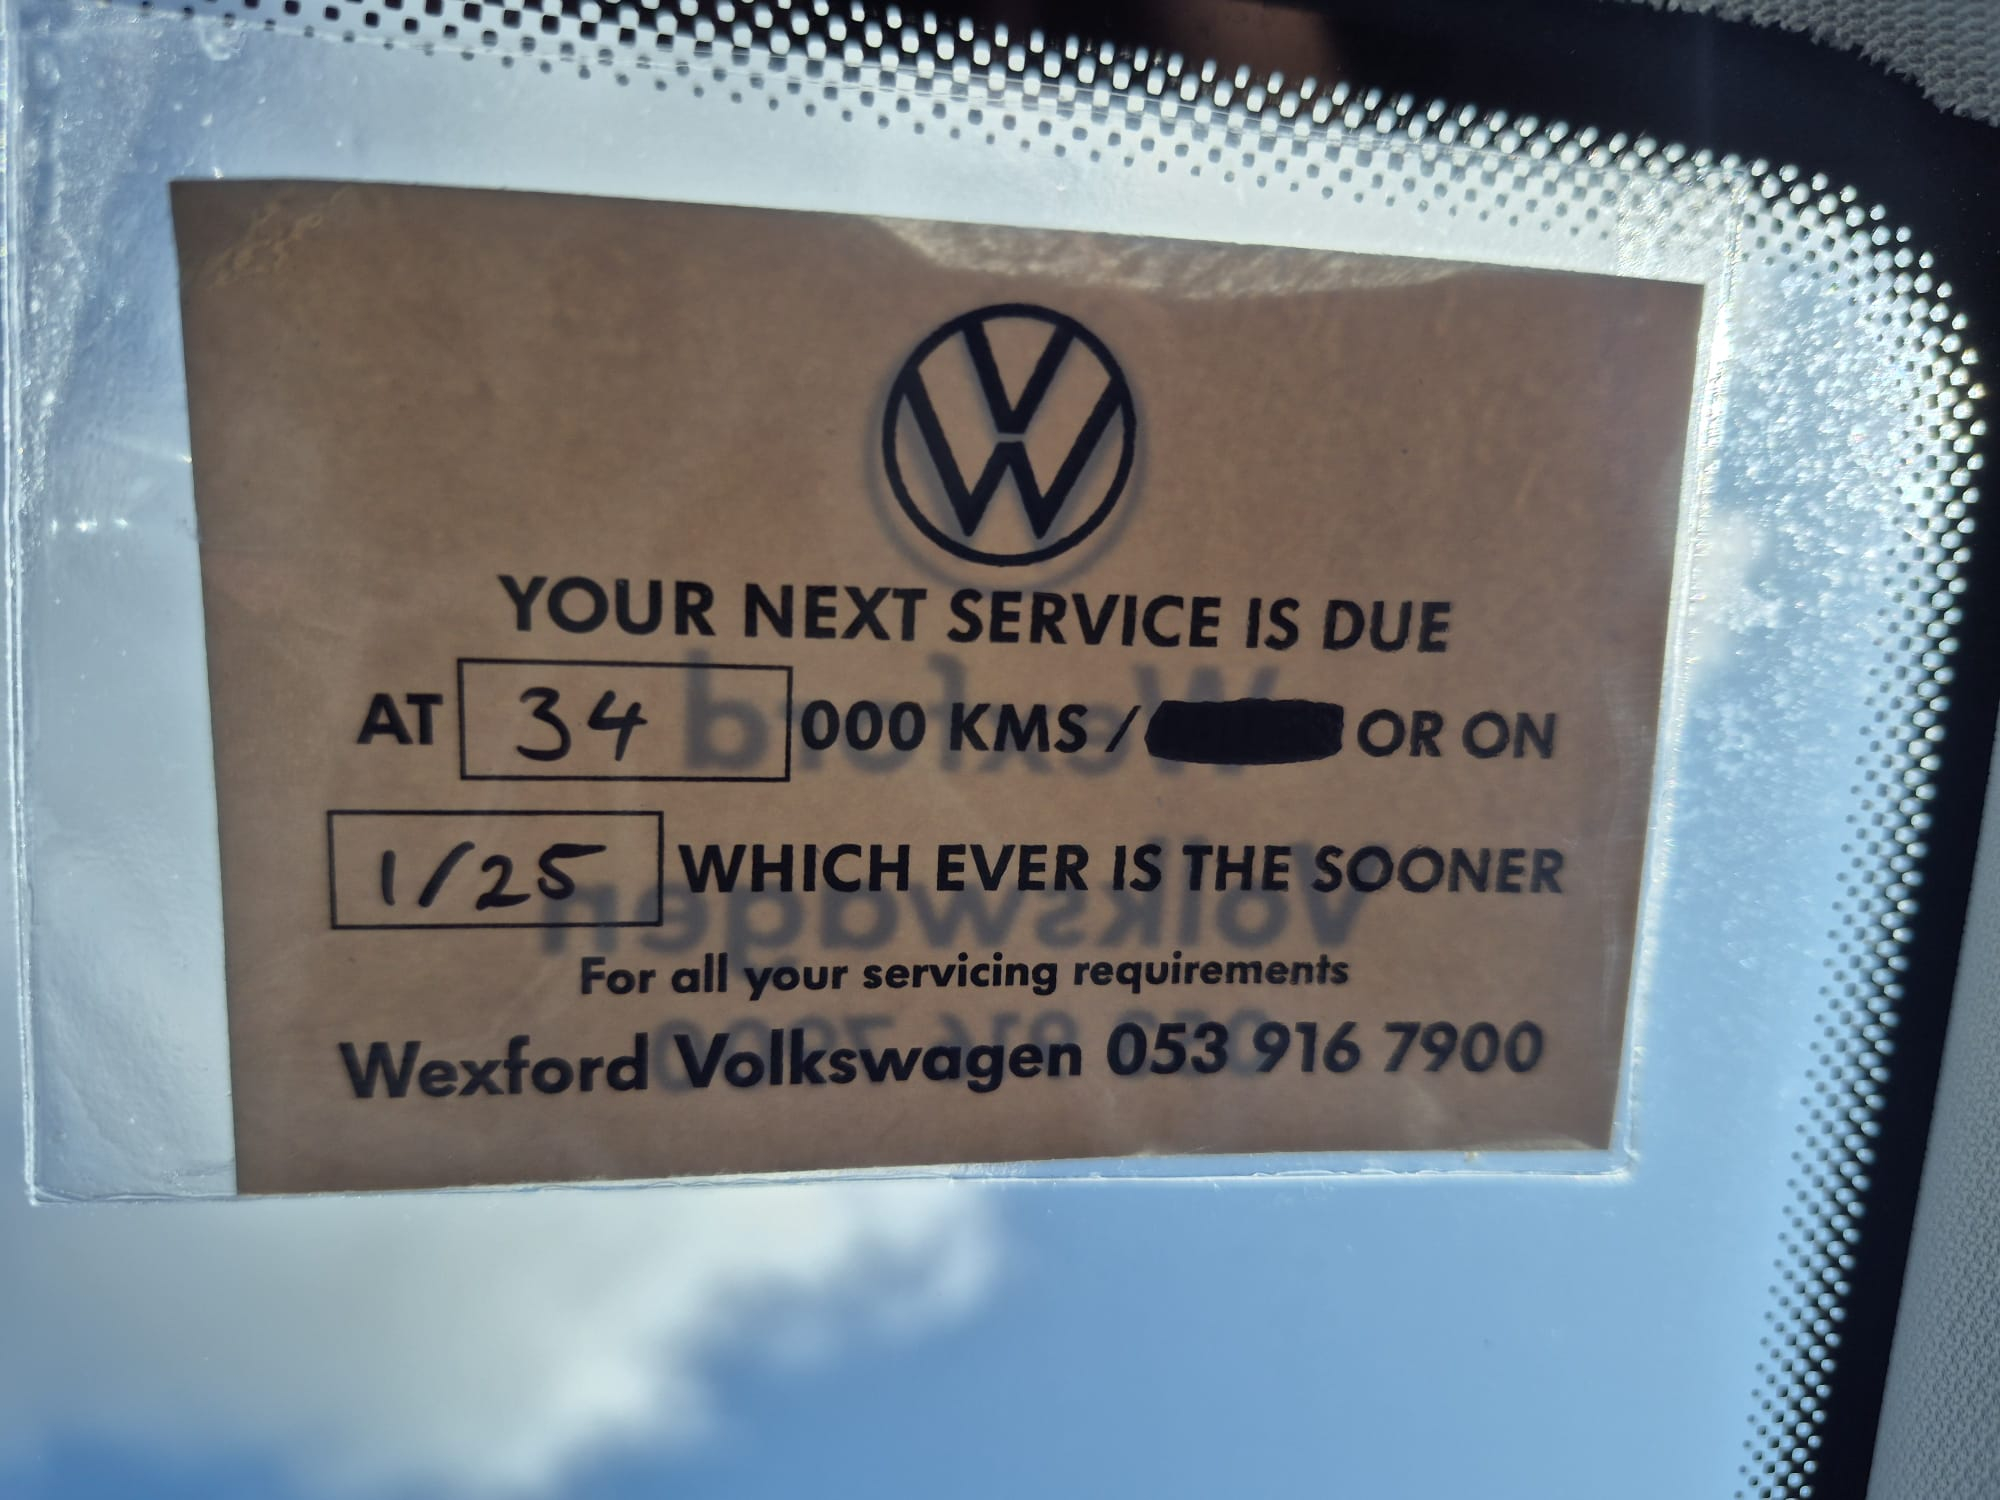 YOUR NEXT SERVICE IS DUE
AT 34 000 KMS / OR ON
1/25 WHICH EVER IS THE SOONER
For all your servicing requirements
Wexford Volkswagen 053 916 7900